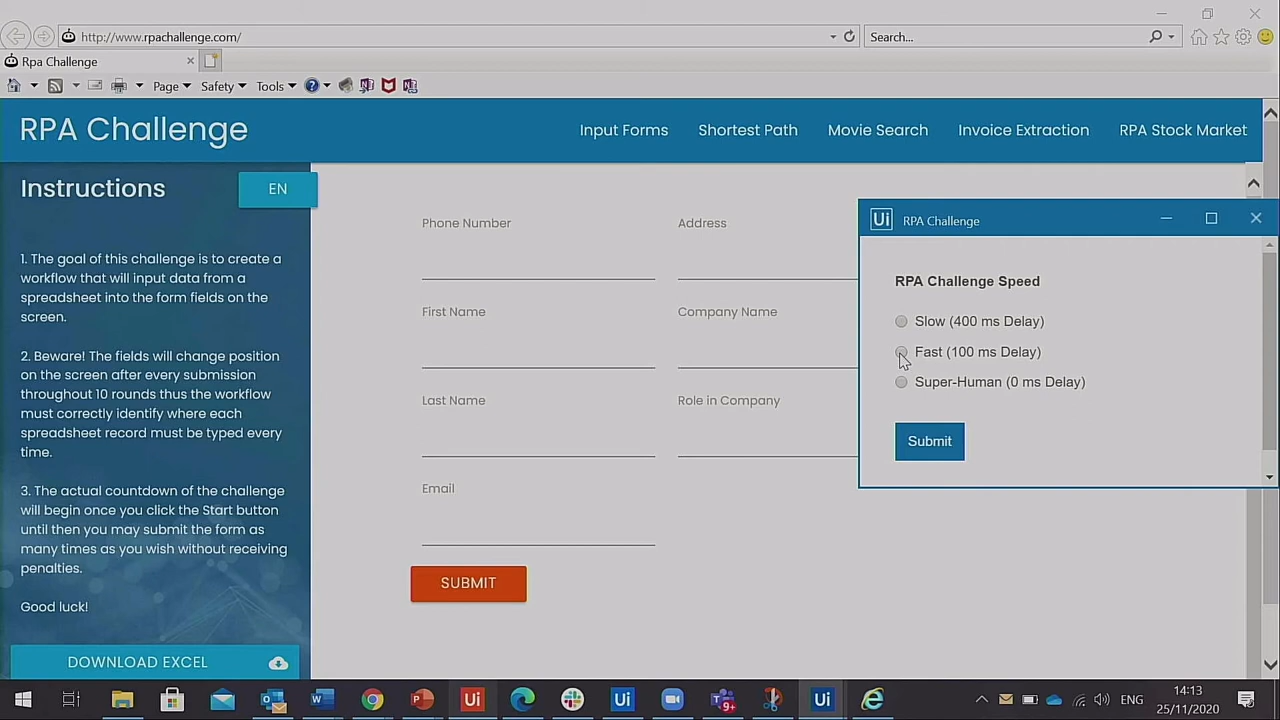 http://www.rpachallenge.com/
Search...
Rpa Challenge
Page
Safety
Tools
RPA Challenge
Input Forms
Shortest Path
Movie Search
Invoice Extraction
RPA Stock Market
Instructions
EN
1. The goal of this challenge is to create a
workflow that will input data from a
spreadsheet into the form fields on the
screen.
2. Beware! The fields will change position
on the screen after every submission
throughout 10 rounds thus the workflow
must correctly identify where each
spreadsheet record must be typed every
time.
3. The actual countdown of the challenge
will begin once you click the Start button
until then you may submit the form as
many times as you wish without receiving
penalties.
Good luck!
DOWNLOAD EXCEL
Phone Number
Address
First Name
Company Name
Last Name
Role in Company
Email
SUBMIT
Ui
RPA Challenge
RPA Challenge Speed
Slow (400 ms Delay)
Fast (100 ms Delay)
Super-Human (0 ms Delay)
Submit
Ui
Ui
9+
Ui
ENG
14:13
25/11/2020